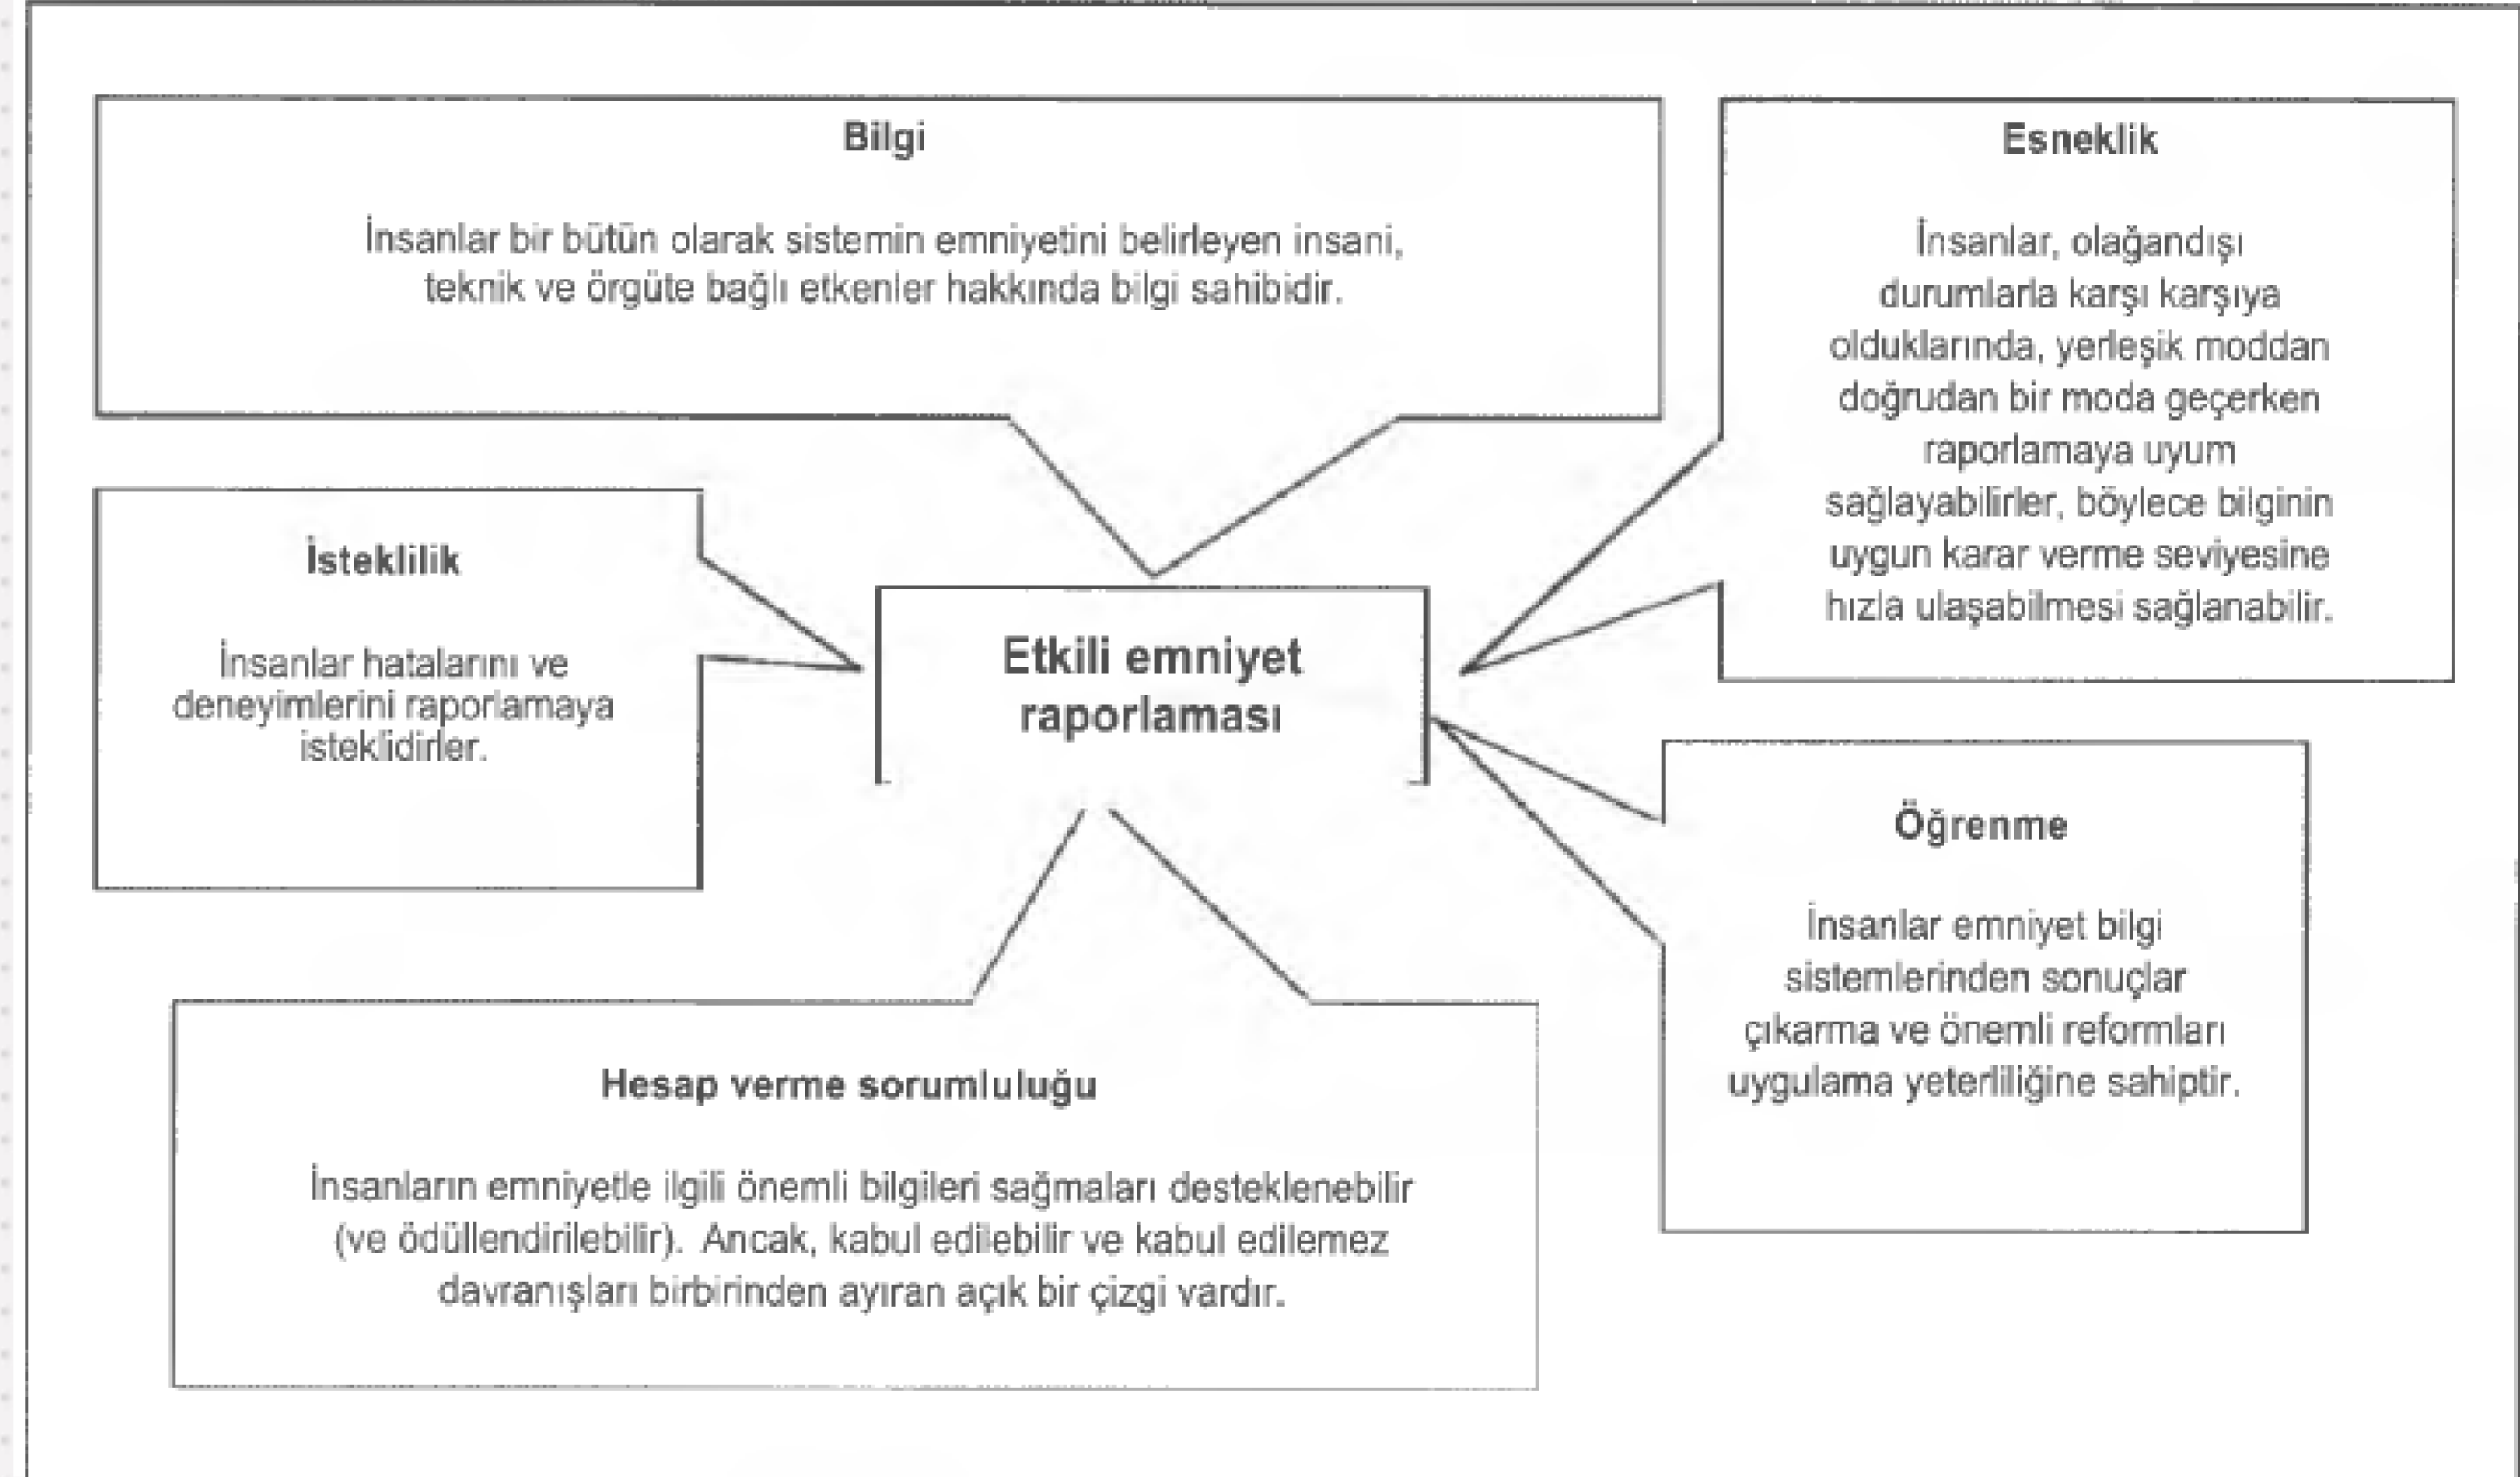 Bilgi
İnsanlar bir bütün olarak sistemin emniyetini belirleyen insani,
teknik ve örgüte bağlı etkenler hakkında bilgi sahibidir.
Esneklik
İnsanlar, olağandışı
durumlarla karşı karşıya
olduklarında, yerleşik moddan
doğrudan bir moda geçerken
raporlamaya uyum
sağlayabilirler, böylece bilginin
uygun karar verme seviyesine
hızla ulaşabilmesi sağlanabilir.
İsteklilik
İnsanlar hatalarını ve
deneyimlerini raporlamaya
isteklidirler.
Etkili emniyet
raporlaması
Öğrenme
İnsanlar emniyet bilgi
sistemlerinden sonuçlar
çıkarma ve önemli reformları
uygulama yeterliliğine sahiptir.
Hesap verme sorumluluğu
İnsanların emniyetle ilgili önemli bilgileri sağmaları desteklenebilir
(ve ödüllendirilebilir). Ancak, kabul edilebilir ve kabul edilemez
davranışları birbirinden ayıran açık bir çizgi vardır.